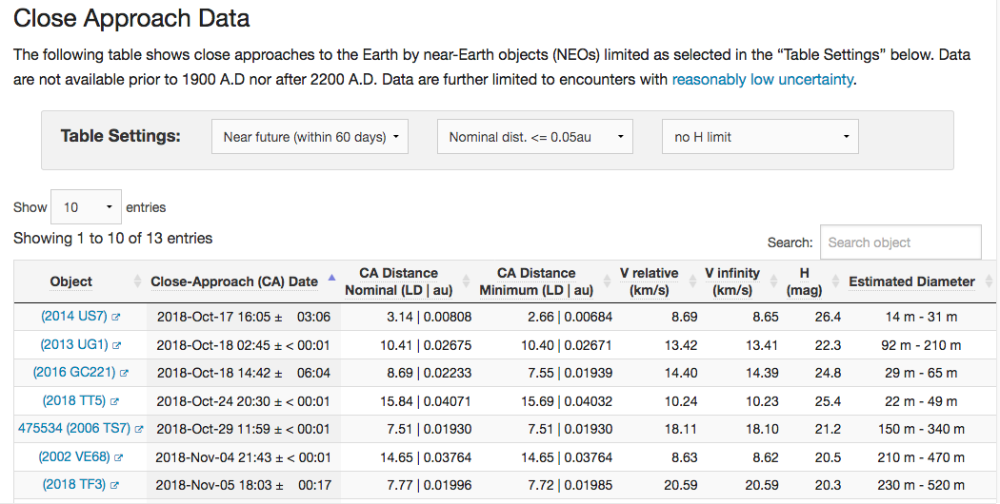 Close Approach Data
The following table shows close approaches to the Earth by near-Earth objects (NEOs) limited as selected in the “Table Settings” below. Data
are not available prior to 1900 A.D nor after 2200 A.D. Data are further limited to encounters with reasonably low uncertainty.
Table Settings: Near future (within 60 days) Nominal dist. <= 0.05au no H limit
Show 10 entries
Showing 1 to 10 of 13 entries
Search: Search object
CA Distance CA Distance V relative V infinity H
Object Close-Approach (CA) Date Estimated Diameter
Nominal (LD | au) Minimum (LD | au) (km/s) (km/s) (mag)
(2014 US7) 2018-Oct-17 16:05 ± 03:06 3.14 | 0.00808 2.66 | 0.00684 8.69 8.65 26.4 14 m - 31 m
(2013 UG1) 2018-Oct-18 02:45 ± < 00:01 10.41 | 0.02675 10.40 | 0.02671 13.42 13.41 22.3 92 m - 210 m
(2016 GC221) 2018-Oct-18 14:42 ± 06:04 8.69 | 0.02233 7.55 | 0.01939 14.40 14.39 24.8 29 m - 65 m
(2018 TT5) 2018-Oct-24 20:30 ± < 00:01 15.84 | 0.04071 15.69 | 0.04032 10.24 10.23 25.4 22 m - 49 m
475534 (2006 TS7) 2018-Oct-29 11:59 ± < 00:01 7.51 | 0.01930 7.51 | 0.01930 18.11 18.10 21.2 150 m - 340 m
(2002 VE68) 2018-Nov-04 21:43 ± < 00:01 14.65 | 0.03764 14.65 | 0.03764 8.63 8.62 20.5 210 m - 470 m
(2018 TF3) 2018-Nov-05 18:03 ± 00:17 7.77 | 0.01996 7.72 | 0.01985 20.59 20.59 20.3 230 m - 520 m